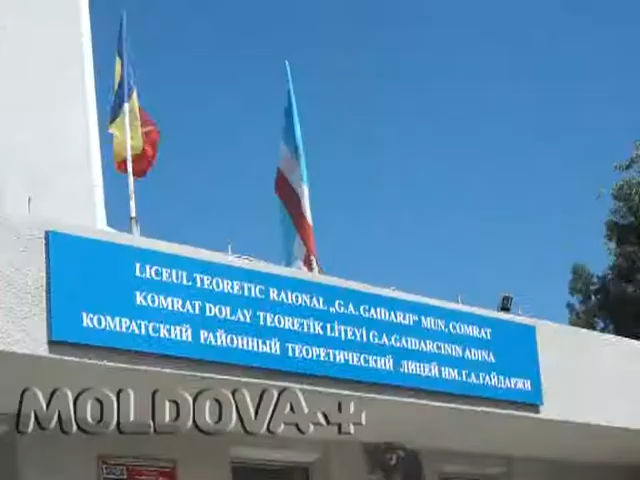 LICEUL TEORETIC RAIONAL „G.A. GAIDARJI“ MUN. COMRAT
KOMRAT DOLAY TEORETİK LİŢEYİ G.A.GAIDARCININ ADINA
КОМРАТСКИЙ РАЙОННЫЙ ТЕОРЕТИЧЕСКИЙ ЛИЦЕЙ ИМ. Г.А.ГАЙДАРЖИ
MOLDOVA